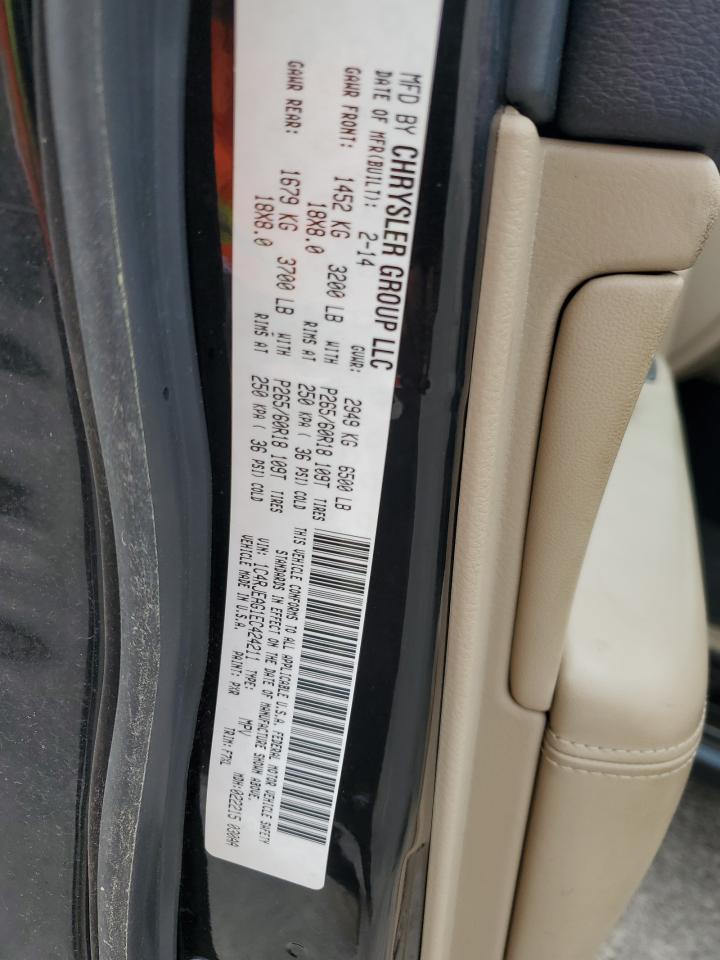 MFD BY CHRYSLER GROUP LLC
DATE OF MFR(BUILT): 2-14 GVWR: 2949 KG 6500 LB
GAWR FRONT: 1452 KG 3200 LB WITH P265/60R18 109T TIRES
18X8.0 RIMS AT 250 KPA ( 36 PSI) COLD
GAWR REAR: 1679 KG 3700 LB WITH P265/60R18 109T TIRES
18X8.0 RIMS AT 250 KPA ( 36 PSI) COLD
THIS VEHICLE CONFORMS TO ALL APPLICABLE U.S.A. FEDERAL MOTOR VEHICLE SAFETY
STANDARDS IN EFFECT ON THE DATE OF MANUFACTURE SHOWN ABOVE.
VIN: 1C4RJEAG1EC424211 TYPE: MPV MDH:022215 030AA
VEHICLE MADE IN U.S.A. PAINT: PXR TRIM: